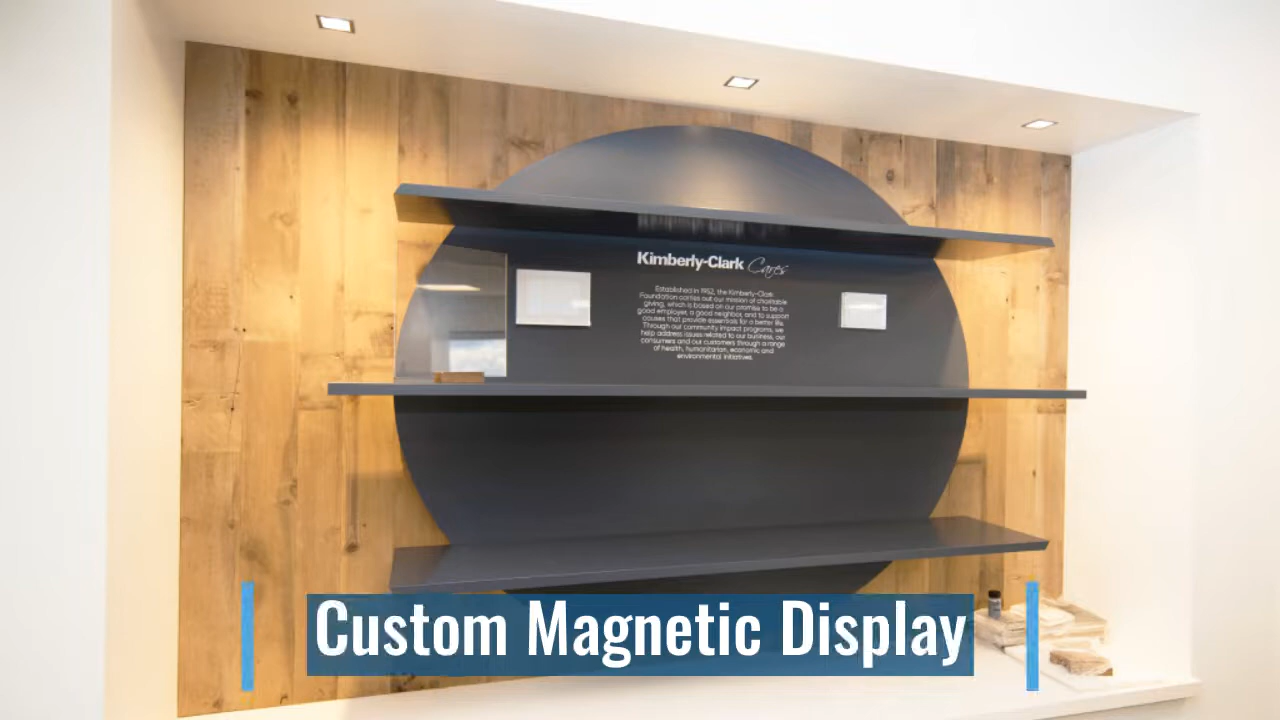 Kimberly-Clark Cares
Established in 1952, the Kimberly-Clark
Foundation carries out our mission of charitable
giving, which is based on our promise to be a
good employer, a good neighbor, and to support
causes that provide essentials for a better life.
Through our community impact programs, we
help address issues related to our business, our
consumers and our customers through a range
of health, humanitarian, economic and
environmental initiatives.
Custom Magnetic Display